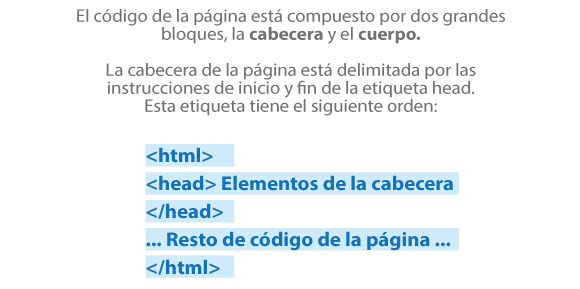 El código de la página está compuesto por dos grandes
bloques, la cabecera y el cuerpo.
La cabecera de la página está delimitada por las
instrucciones de inicio y fin de la etiqueta head.
Esta etiqueta tiene el siguiente orden:
<html>
<head> Elementos de la cabecera
</head>
... Resto de código de la página ...
</html>